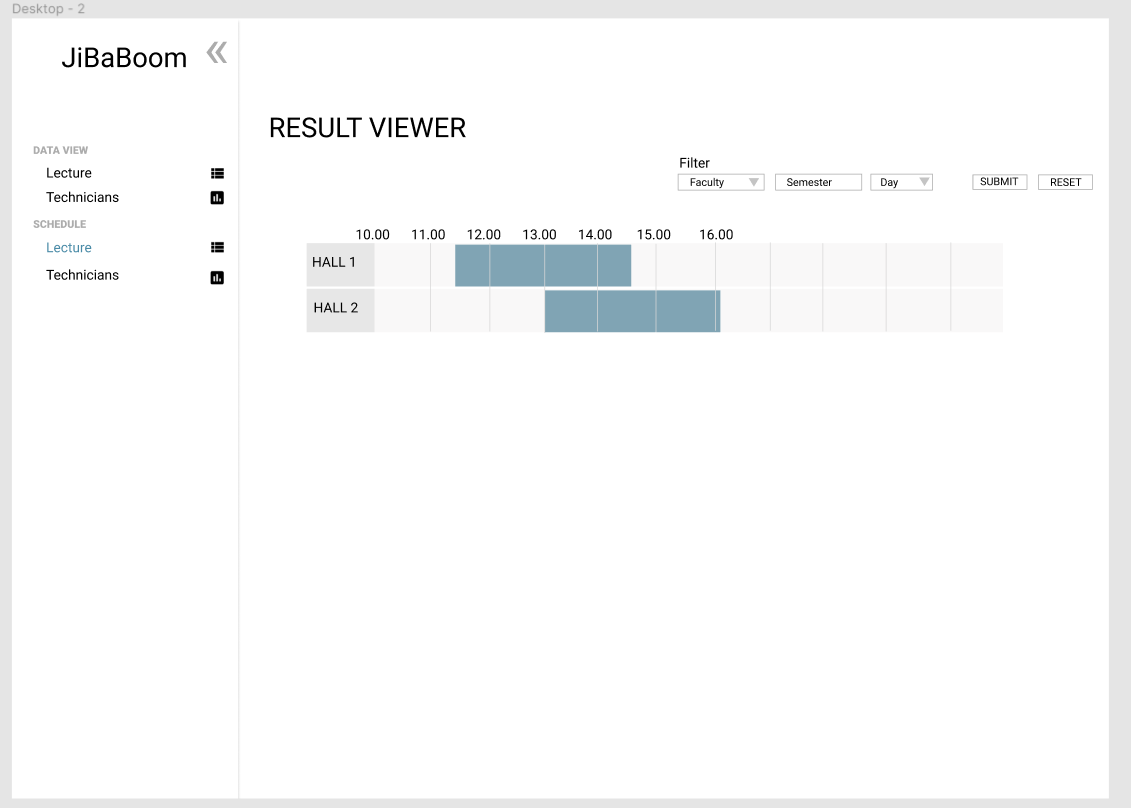 Desktop - 2
JiBaBoom
DATA VIEW
Lecture
Technicians
SCHEDULE
Lecture
Technicians
RESULT VIEWER
Filter
Faculty Semester Day SUBMIT RESET
10.00 11.00 12.00 13.00 14.00 15.00 16.00
HALL 1
HALL 2